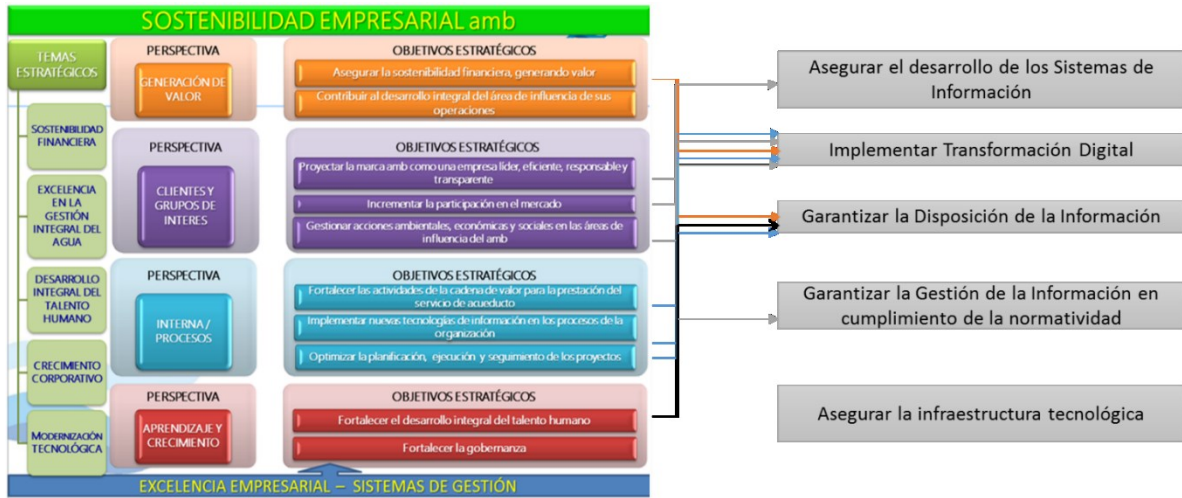 SOSTENIBILIDAD EMPRESARIAL amb
TEMAS
ESTRATÉGICOS
SOSTENIBILIDAD
FINANCIERA
EXCELENCIA
EN LA
GESTIÓN
INTEGRAL DEL
AGUA
DESARROLLO
INTEGRAL DEL
TALENTO
HUMANO
CRECIMIENTO
CORPORATIVO
MODERNIZACIÓN
TECNOLÓGICA
PERSPECTIVA
GENERACIÓN DE
VALOR
OBJETIVOS ESTRATÉGICOS
Asegurar la sostenibilidad financiera, generando valor
Contribuir al desarrollo integral del área de influencia de sus
operaciones
PERSPECTIVA
CLIENTES Y
GRUPOS DE
INTERES
OBJETIVOS ESTRATÉGICOS
Proyectar la marca amb como una empresa líder, eficiente, responsable y
transparente
Incrementar la participación en el mercado
Gestionar acciones ambientales, económicas y sociales en las áreas de
influencia del amb
PERSPECTIVA
INTERNA /
PROCESOS
OBJETIVOS ESTRATÉGICOS
Fortalecer las actividades de la cadena de valor para la prestación del
servicio de acueducto
Implementar nuevas tecnologías de información en los procesos de la
organización
Optimizar la planificación, ejecución y seguimiento de los proyectos
PERSPECTIVA
APRENDIZAJE Y
CRECIMIENTO
OBJETIVOS ESTRATÉGICOS
Fortalecer el desarrollo integral del talento humano
Fortalecer la gobernanza
EXCELENCIA EMPRESARIAL – SISTEMAS DE GESTIÓN
Asegurar el desarrollo de los Sistemas de
Información
Implementar Transformación Digital
Garantizar la Disposición de la Información
Garantizar la Gestión de la Información en
cumplimiento de la normatividad
Asegurar la infraestructura tecnológica